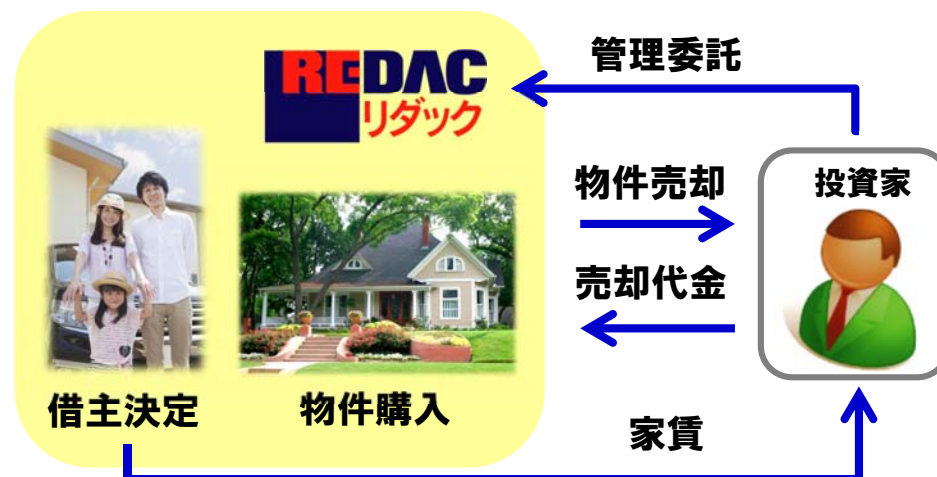 REDAC
リダック
管理委託
物件売却
投資家
売却代金
借主決定
物件購入
家賃